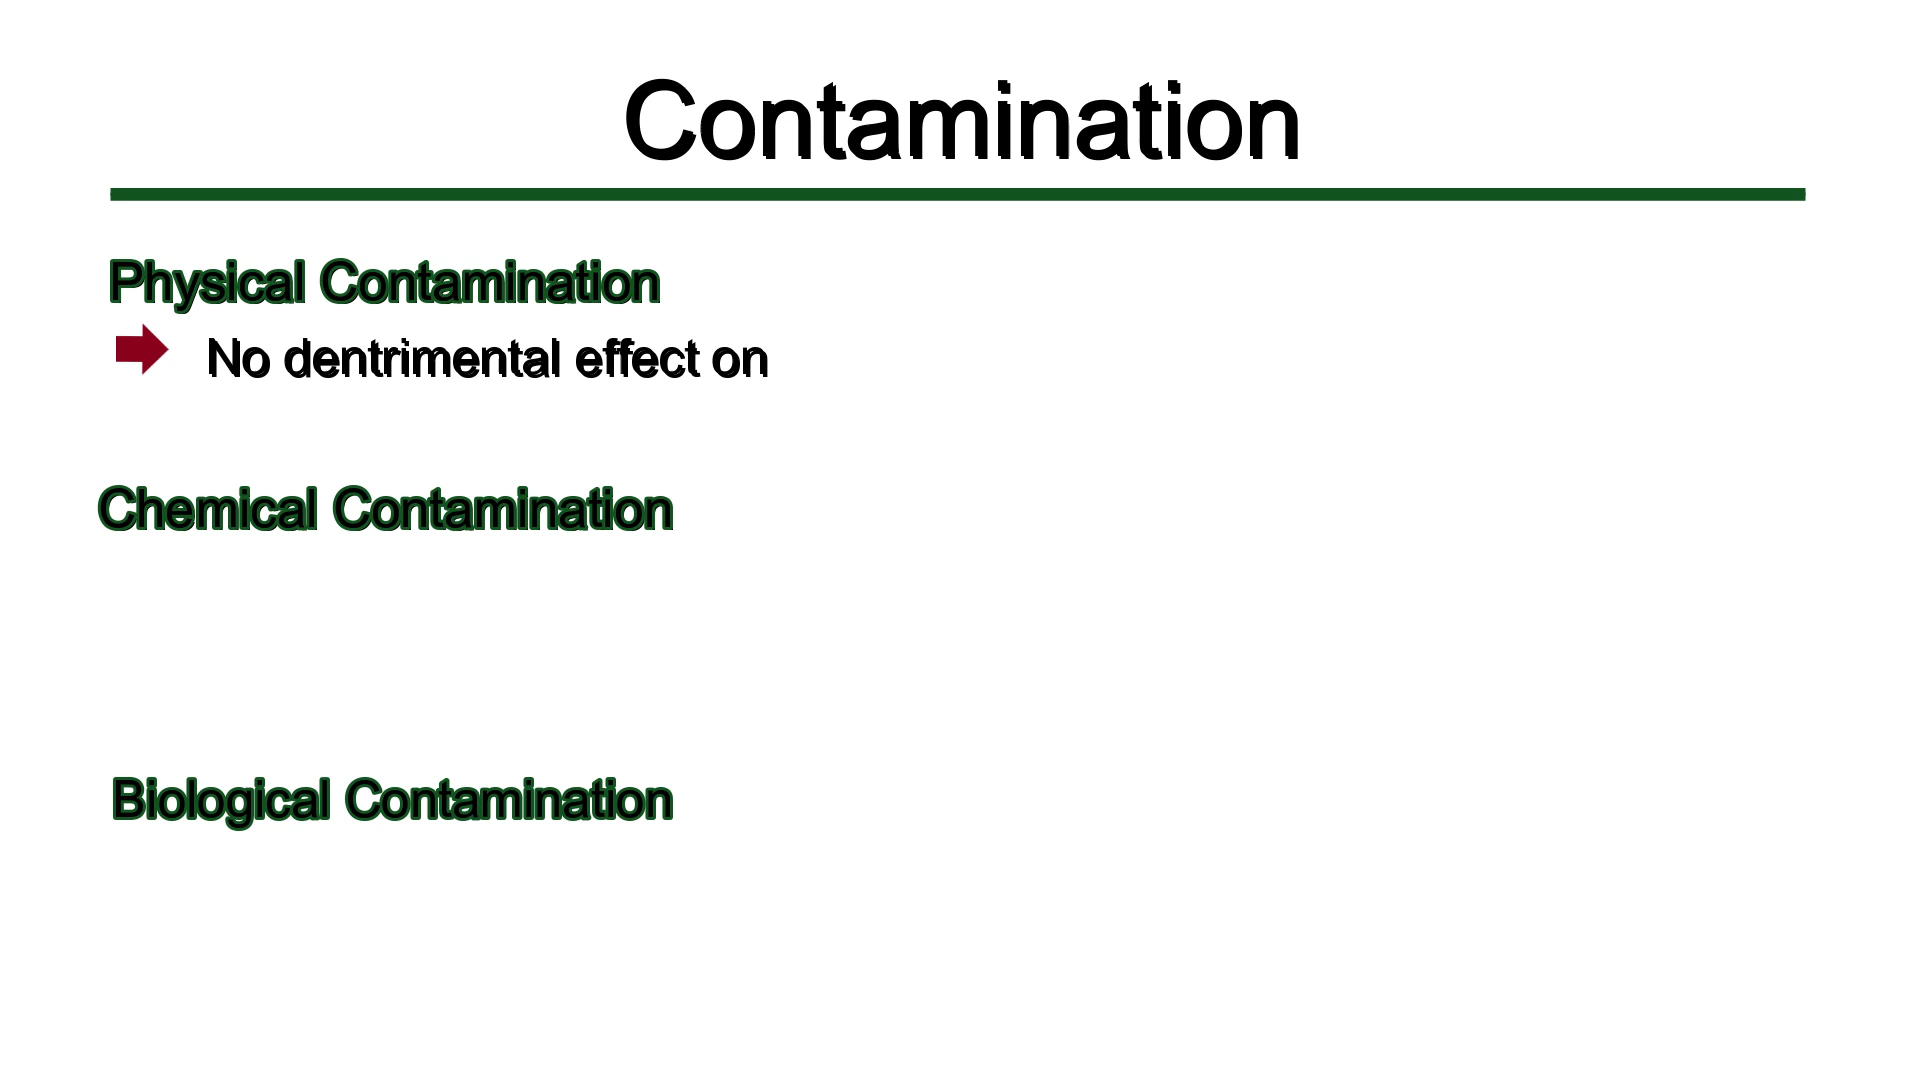 Contamination
Physical Contamination
No dentrimental effect on
Chemical Contamination
Biological Contamination